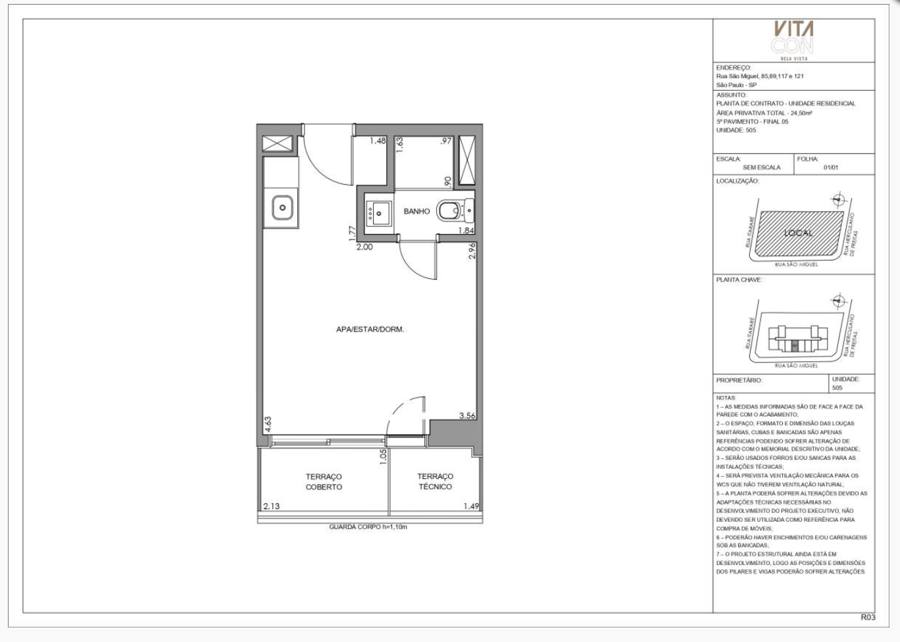 VITA
CON
BELA VISTA
ENDEREÇO:
Rua São Miguel, 85,89,117 e 121
São Paulo - SP
ASSUNTO:
PLANTA DE CONTRATO - UNIDADE RESIDENCIAL
ÁREA PRIVATIVA TOTAL - 24,50m²
5º PAVIMENTO - FINAL 05
UNIDADE: 505
ESCALA:
SEM ESCALA
FOLHA:
01/01
LOCALIZAÇÃO:
LOCAL
RUA SÃO MIGUEL
RUA HERCULANO
DE FREITAS
PLANTA CHAVE:
RUA SÃO MIGUEL
RUA HERCULANO
DE FREITAS
PROPRIETÁRIO:
UNIDADE:
505
NOTAS:
1 – AS MEDIDAS INFORMADAS SÃO DE FACE A FACE DA
PAREDE COM O ACABAMENTO;
2 – O ESPAÇO, FORMATO E DIMENSÃO DAS LOUÇAS
SANITÁRIAS, CUBAS E BANCADAS SÃO APENAS
REFERÊNCIAS PODENDO SOFRER ALTERAÇÃO DE
ACORDO COM O MEMORIAL DESCRITIVO DA UNIDADE;
3 – SERÃO USADOS FORROS E/OU SANCAS PARA AS
INSTALAÇÕES TÉCNICAS;
4 – SERÁ PREVISTA VENTILAÇÃO MECÂNICA PARA OS
WCS QUE NÃO TIVEREM VENTILAÇÃO NATURAL;
5 – A PLANTA PODERÁ SOFRER ALTERAÇÕES DEVIDO AS
ADAPTAÇÕES TÉCNICAS NECESSÁRIAS NO
DESENVOLVIMENTO DO PROJETO EXECUTIVO, NÃO
DEVENDO SER UTILIZADA COMO REFERÊNCIA PARA
COMPRA DE MÓVEIS;
6 – PODERÃO HAVER ENCHIMENTOS E/OU CARENAGENS
SOB AS BANCADAS;
7 – O PROJETO ESTRUTURAL AINDA ESTÁ EM
DESENVOLVIMENTO, LOGO AS POSIÇÕES E DIMENSÕES
DOS PILARES E VIGAS PODERÃO SOFRER ALTERAÇÕES.
R03
1.48
1.63
.97
.90
BANHO
1.84
1.77
2.00
2.96
APA/ESTAR/DORM.
4.63
3.56
1.05
TERRAÇO
COBERTO
TERRAÇO
TÉCNICO
2.13
1.49
GUARDA CORPO h=1,10m